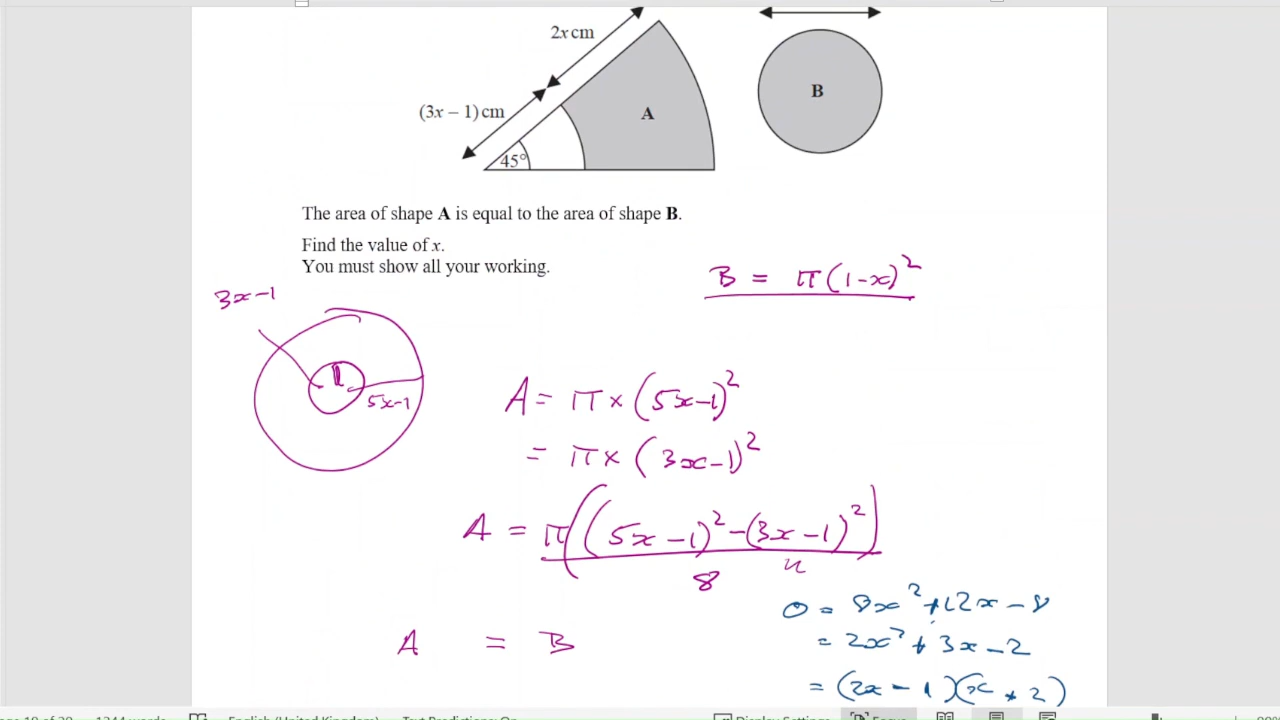 2x cm
(3x – 1) cm
A
B
45°
The area of shape A is equal to the area of shape B.
Find the value of x.
You must show all your working.
B = π(1-x)²
3x-1
5x-1
A = π × (5x-1)²
= π × (3x-1)²
A = π((5x-1)²-(3x-1)²)
8
A = B
0 = 8x² + 12x - 8
= 2x² + 3x - 2
= (2x - 1)(x + 2)